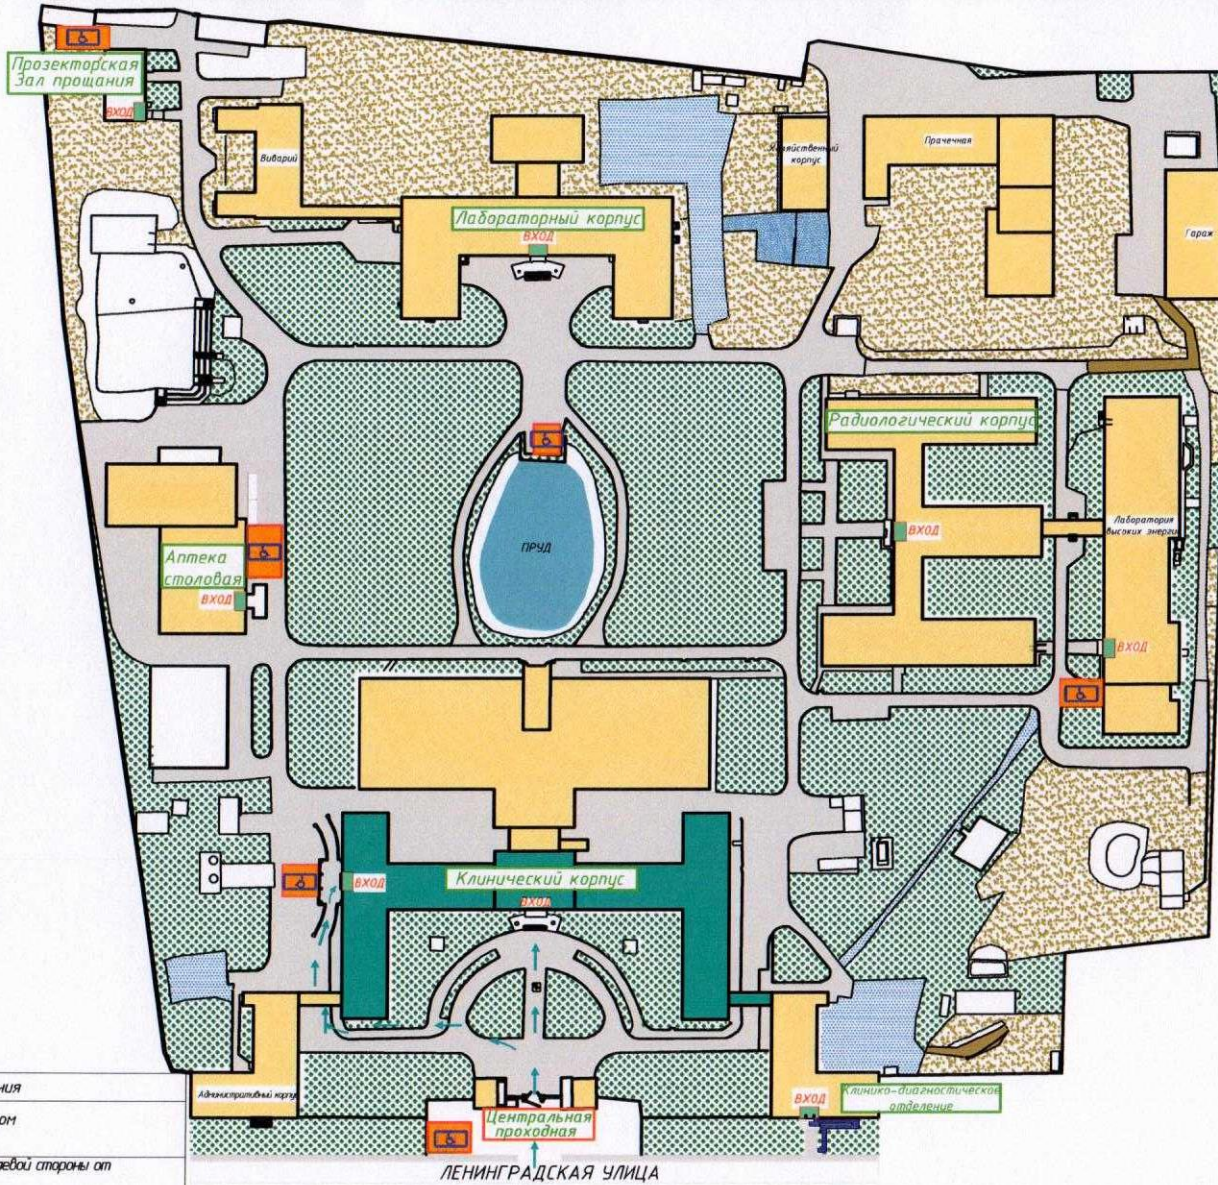 Прозекторская
Зал прощания
ВХОД
Виварий
Лабораторный корпус
ВХОД
Хозяйственный
корпус
Прачечная
Гараж
Радиологический корпус
ВХОД
Лаборатория
высоких энергий
ВХОД
ПРУД
Аптека
столовая
ВХОД
Клинический корпус
ВХОД
ВХОД
Административный корпус
Центральная
проходная
ВХОД
Клинико-диагностическое
отделение
ЛЕНИНГРАДСКАЯ УЛИЦА